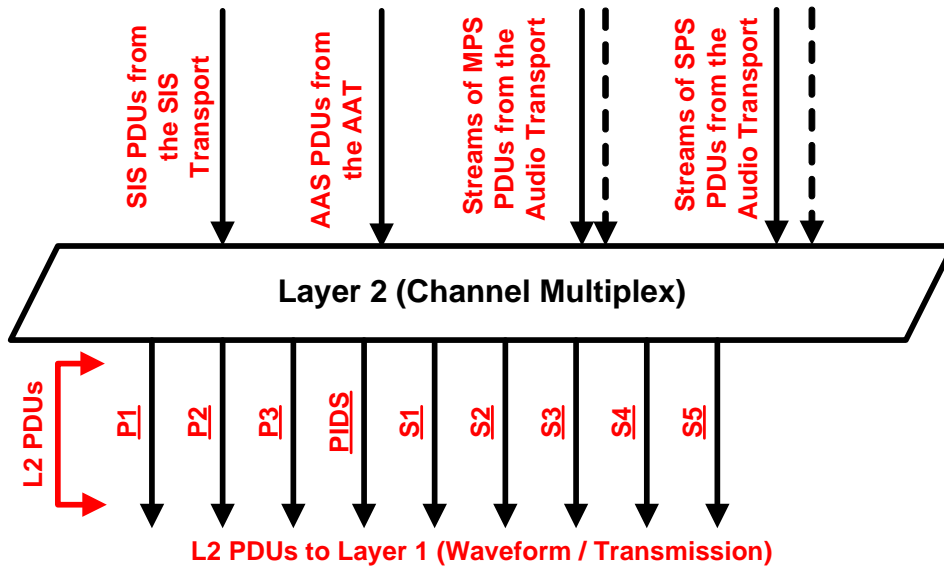 SIS PDUs from
the SIS
Transport
AAS PDUs from
the AAT
Streams of MPS
PDUs from the
Audio Transport
Streams of SPS
PDUs from the
Audio Transport
Layer 2 (Channel Multiplex)
L2 PDUs
P1
P2
P3
PIDS
S1
S2
S3
S4
S5
L2 PDUs to Layer 1 (Waveform / Transmission)